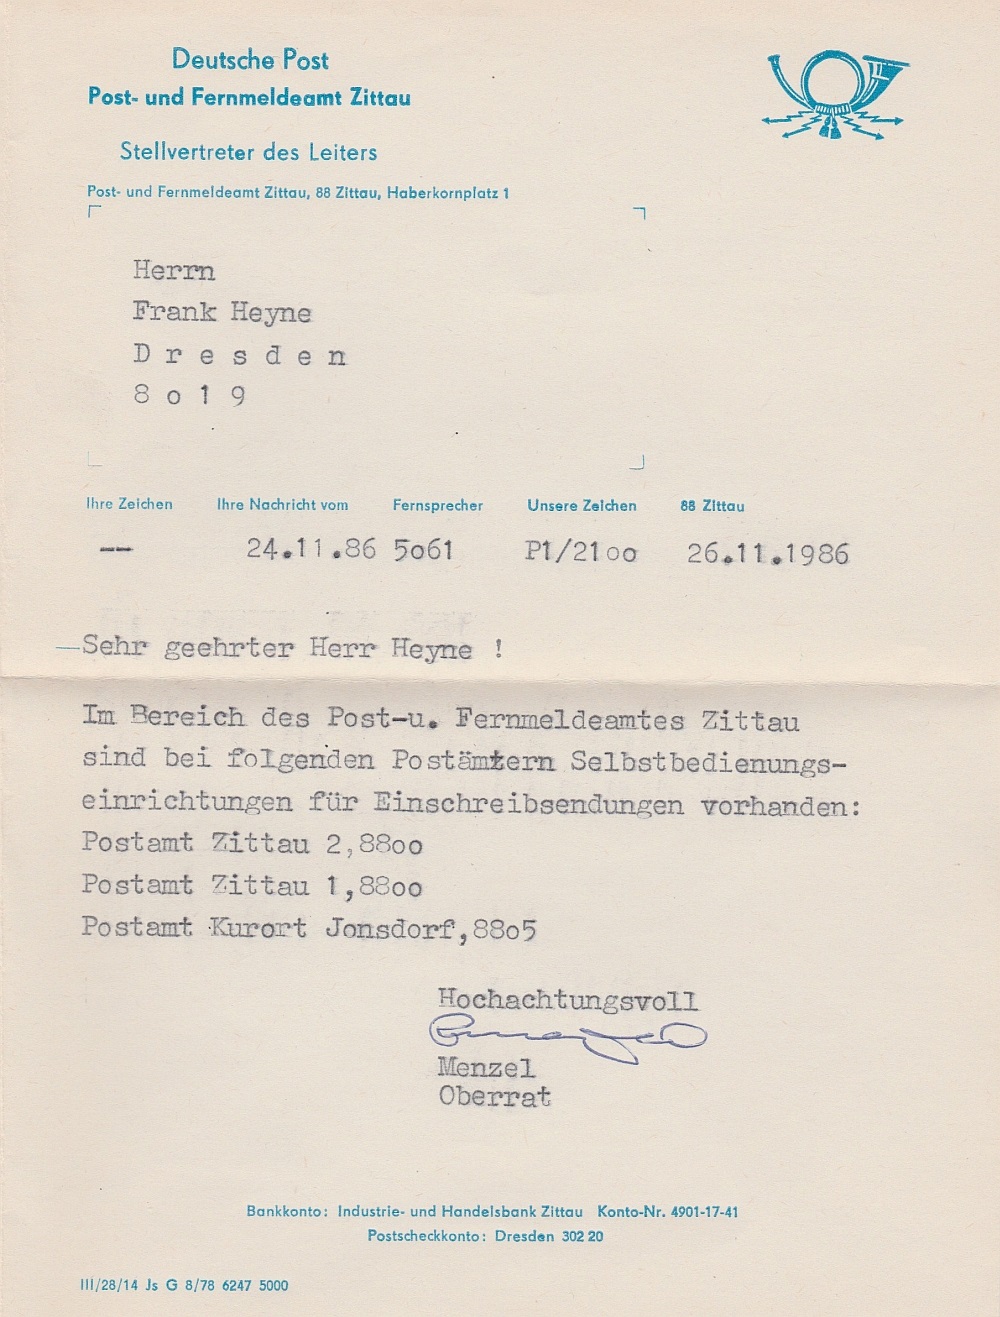 Deutsche Post
Post- und Fernmeldeamt Zittau
Stellvertreter des Leiters
Post- und Fernmeldeamt Zittau, 88 Zittau, Haberkornplatz 1
Herrn
Frank Heyne
D r e s d e n
8 o 1 9
Ihre Zeichen Ihre Nachricht vom Fernsprecher Unsere Zeichen 88 Zittau
-- 24.11.86 5o61 P1/21oo 26.11.1986
Sehr geehrter Herr Heyne !
Im Bereich des Post-u. Fernmeldeamtes Zittau
sind bei folgenden Postämtern Selbstbedienungs-
einrichtungen für Einschreibsendungen vorhanden:
Postamt Zittau 2,88oo
Postamt Zittau 1,88oo
Postamt Kurort Jonsdorf,88o5
Hochachtungsvoll
Menzel
Oberrat
Bankkonto: Industrie- und Handelsbank Zittau Konto-Nr. 4901-17-41
Postscheckkonto: Dresden 302 20
III/28/14 Js G 8/78 6247 5000